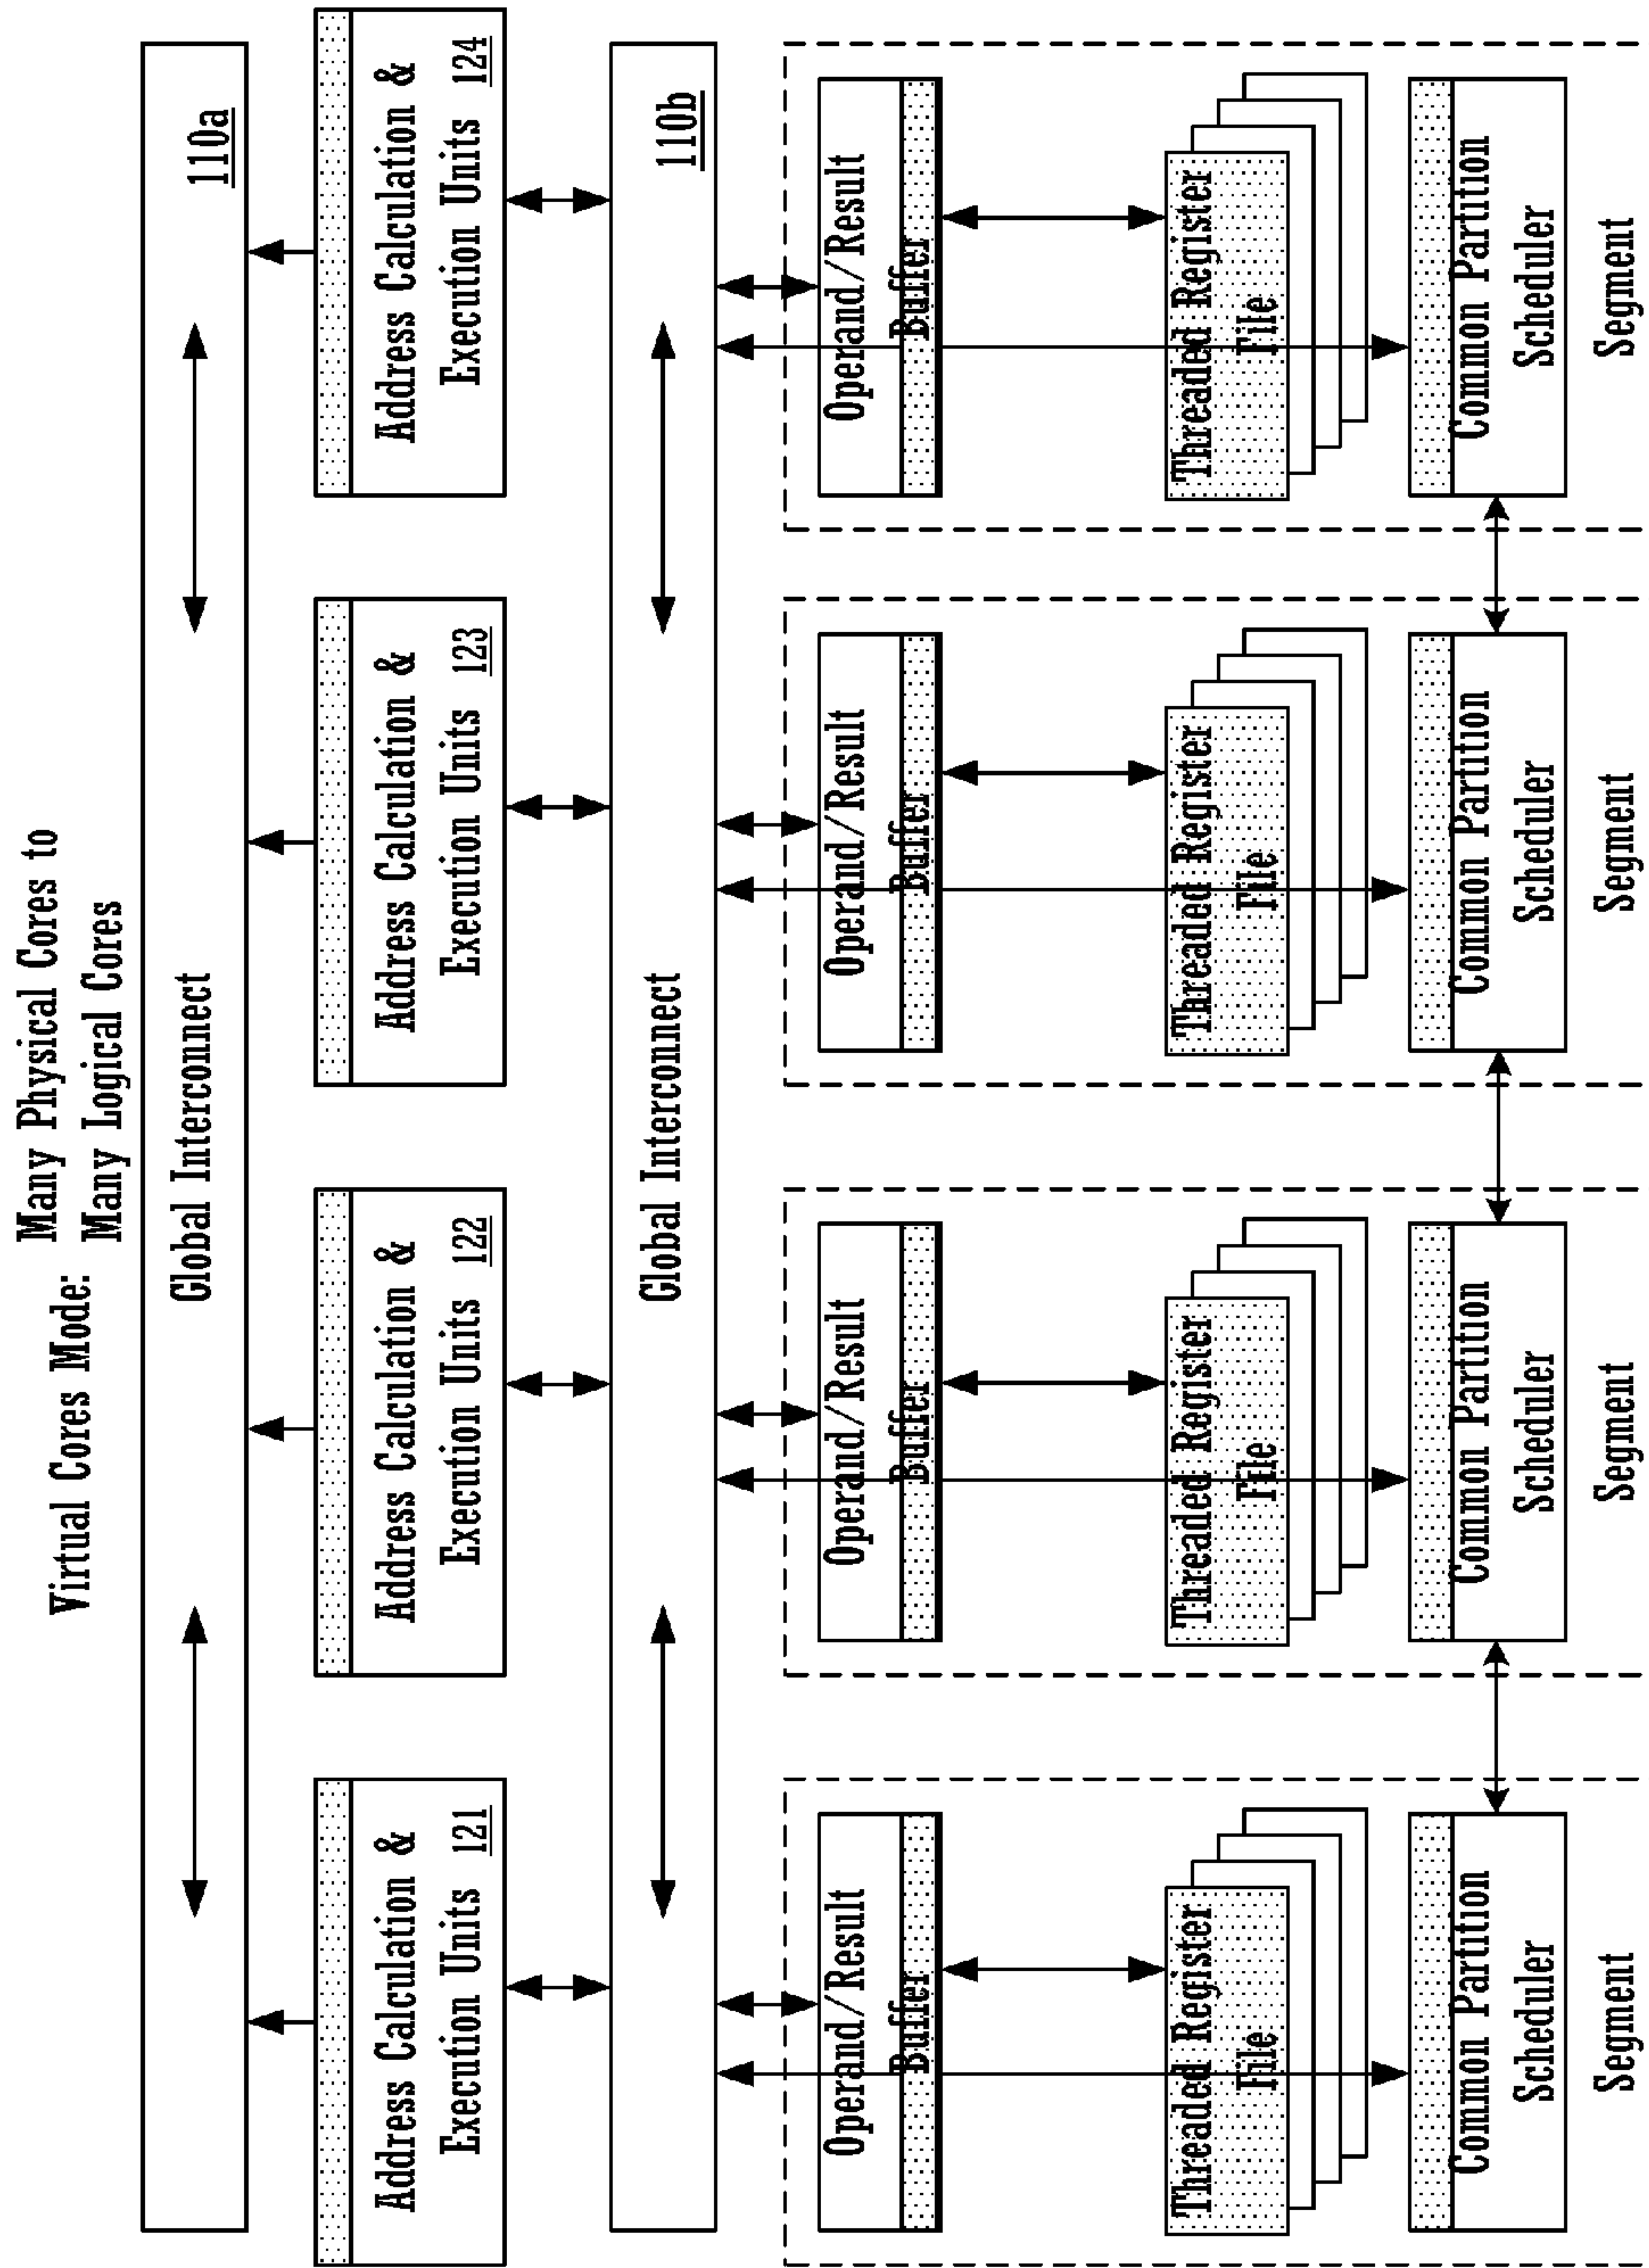 Virtual Cores Mode: Many Physical Cores to
Many Logical Cores
Global Interconnect 110a
Address Calculation &
Execution Units 121
Address Calculation &
Execution Units 122
Address Calculation &
Execution Units 123
Address Calculation &
Execution Units 124
Global Interconnect 110b
Operand/Result
Buffer
Threaded Register
File
Common Partition
Scheduler
Segment
Operand/Result
Buffer
Threaded Register
File
Common Partition
Scheduler
Segment
Operand/Result
Buffer
Threaded Register
File
Common Partition
Scheduler
Segment
Operand/Result
Buffer
Threaded Register
File
Common Partition
Scheduler
Segment